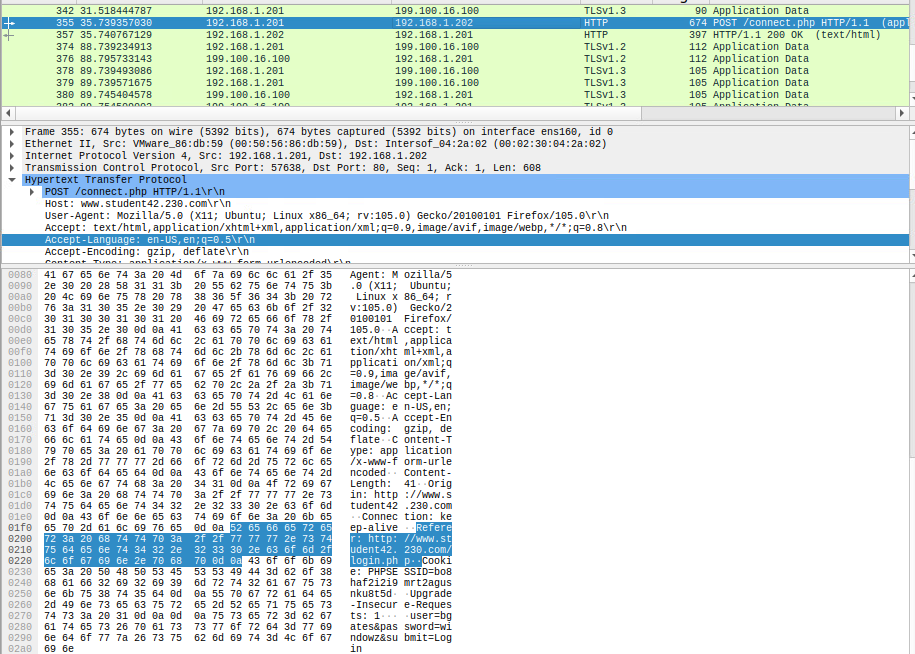 342 31.518444787 192.168.1.201 199.100.16.100 TLSv1.3 90 Application Data
355 35.739357030 192.168.1.201 192.168.1.202 HTTP 674 POST /connect.php HTTP/1.1 (appl
357 35.740767129 192.168.1.202 192.168.1.201 HTTP 397 HTTP/1.1 200 OK (text/html)
374 88.739234913 192.168.1.201 199.100.16.100 TLSv1.2 112 Application Data
376 88.795733143 199.100.16.100 192.168.1.201 TLSv1.2 112 Application Data
378 89.739493086 192.168.1.201 199.100.16.100 TLSv1.3 105 Application Data
379 89.739571675 192.168.1.201 199.100.16.100 TLSv1.3 105 Application Data
380 89.745404578 199.100.16.100 192.168.1.201 TLSv1.3 105 Application Data
Frame 355: 674 bytes on wire (5392 bits), 674 bytes captured (5392 bits) on interface ens160, id 0
Ethernet II, Src: VMware_86:db:59 (00:50:56:86:db:59), Dst: Intersof_04:2a:02 (00:02:30:04:2a:02)
Internet Protocol Version 4, Src: 192.168.1.201, Dst: 192.168.1.202
Transmission Control Protocol, Src Port: 57638, Dst Port: 80, Seq: 1, Ack: 1, Len: 608
Hypertext Transfer Protocol
POST /connect.php HTTP/1.1\r\n
Host: www.student42.230.com\r\n
User-Agent: Mozilla/5.0 (X11; Ubuntu; Linux x86_64; rv:105.0) Gecko/20100101 Firefox/105.0\r\n
Accept: text/html,application/xhtml+xml,application/xml;q=0.9,image/avif,image/webp,*/*;q=0.8\r\n
Accept-Language: en-US,en;q=0.5\r\n
Accept-Encoding: gzip, deflate\r\n
Content-Type: application/x-www-form-urlencoded\r\n
0080 41 67 65 6e 74 3a 20 4d 6f 7a 69 6c 6c 61 2f 35 Agent: M ozilla/5
0090 2e 30 20 28 58 31 31 3b 20 55 62 75 6e 74 75 3b .0 (X11; Ubuntu;
00a0 20 4c 69 6e 75 78 20 78 38 36 5f 36 34 3b 20 72 Linux x 86_64; r
00b0 76 3a 31 30 35 2e 30 29 20 47 65 63 6b 6f 2f 32 v:105.0) Gecko/2
00c0 30 31 30 30 31 30 31 20 46 69 72 65 66 6f 78 2f 0100101 Firefox/
00d0 31 30 35 2e 30 0d 0a 41 63 63 65 70 74 3a 20 74 105.0··A ccept: t
00e0 65 78 74 2f 68 74 6d 6c 2c 61 70 70 6c 69 63 61 ext/html ,applica
00f0 74 69 6f 6e 2f 78 68 74 6d 6c 2b 78 6d 6c 2c 61 tion/xht ml+xml,a
0100 70 70 6c 69 63 61 74 69 6f 6e 2f 78 6d 6c 3b 71 pplicati on/xml;q
0110 3d 30 2e 39 2c 69 6d 61 67 65 2f 61 76 69 66 2c =0.9,ima ge/avif,
0120 69 6d 61 67 65 2f 77 65 62 70 2c 2a 2f 2a 3b 71 image/we bp,*/*;q
0130 3d 30 2e 38 0d 0a 41 63 63 65 70 74 2d 4c 61 6e =0.8··Ac cept-Lan
0140 67 75 61 67 65 3a 20 65 6e 2d 55 53 2c 65 6e 3b guage: e n-US,en;
0150 71 3d 30 2e 35 0d 0a 41 63 63 65 70 74 2d 45 6e q=0.5··A ccept-En
0160 63 6f 64 69 6e 67 3a 20 67 7a 69 70 2c 20 64 65 coding: gzip, de
0170 66 6c 61 74 65 0d 0a 43 6f 6e 74 65 6e 74 2d 54 flate··C ontent-T
0180 79 70 65 3a 20 61 70 70 6c 69 63 61 74 69 6f 6e ype: app lication
0190 2f 78 2d 77 77 77 2d 66 6f 72 6d 2d 75 72 6c 65 /x-www-f orm-urle
01a0 6e 63 6f 64 65 64 0d 0a 43 6f 6e 74 65 6e 74 2d ncoded·· Content-
01b0 4c 65 6e 67 74 68 3a 20 34 31 0d 0a 4f 72 69 67 Length: 41··Orig
01c0 69 6e 3a 20 68 74 74 70 3a 2f 2f 77 77 77 2e 73 in: http ://www.s
01d0 74 75 64 65 6e 74 34 32 2e 32 33 30 2e 63 6f 6d tudent42 .230.com
01e0 0d 0a 43 6f 6e 6e 65 63 74 69 6f 6e 3a 20 6b 65 ··Connec tion: ke
01f0 65 70 2d 61 6c 69 76 65 0d 0a 52 65 66 65 72 65 ep-alive ··Refere
0200 72 3a 20 68 74 74 70 3a 2f 2f 77 77 77 2e 73 74 r: http: //www.st
0210 75 64 65 6e 74 34 32 2e 32 33 30 2e 63 6f 6d 2f udent42. 230.com/
0220 6c 6f 67 69 6e 2e 70 68 70 0d 0a 43 6f 6f 6b 69 login.ph p··Cooki
0230 65 3a 20 50 48 50 53 45 53 53 49 44 3d 62 6f 38 e: PHPSE SSID=bo8
0240 68 61 66 32 69 32 69 39 6d 72 74 32 61 67 75 73 haf2i2i9 mrt2agus
0250 6e 6b 75 38 74 35 64 0d 0a 55 70 67 72 61 64 65 nku8t5d· ·Upgrade
0260 2d 49 6e 73 65 63 75 72 65 2d 52 65 71 75 65 73 -Insecur e-Reques
0270 74 73 3a 20 31 0d 0a 0d 0a 75 73 65 72 3d 62 67 ts: 1··· ·user=bg
0280 61 74 65 73 26 70 61 73 73 77 6f 72 64 3d 77 69 ates&pas sword=wi
0290 6e 64 6f 77 7a 26 73 75 62 6d 69 74 3d 4c 6f 67 ndowz&su bmit=Log
02a0 69 6e in